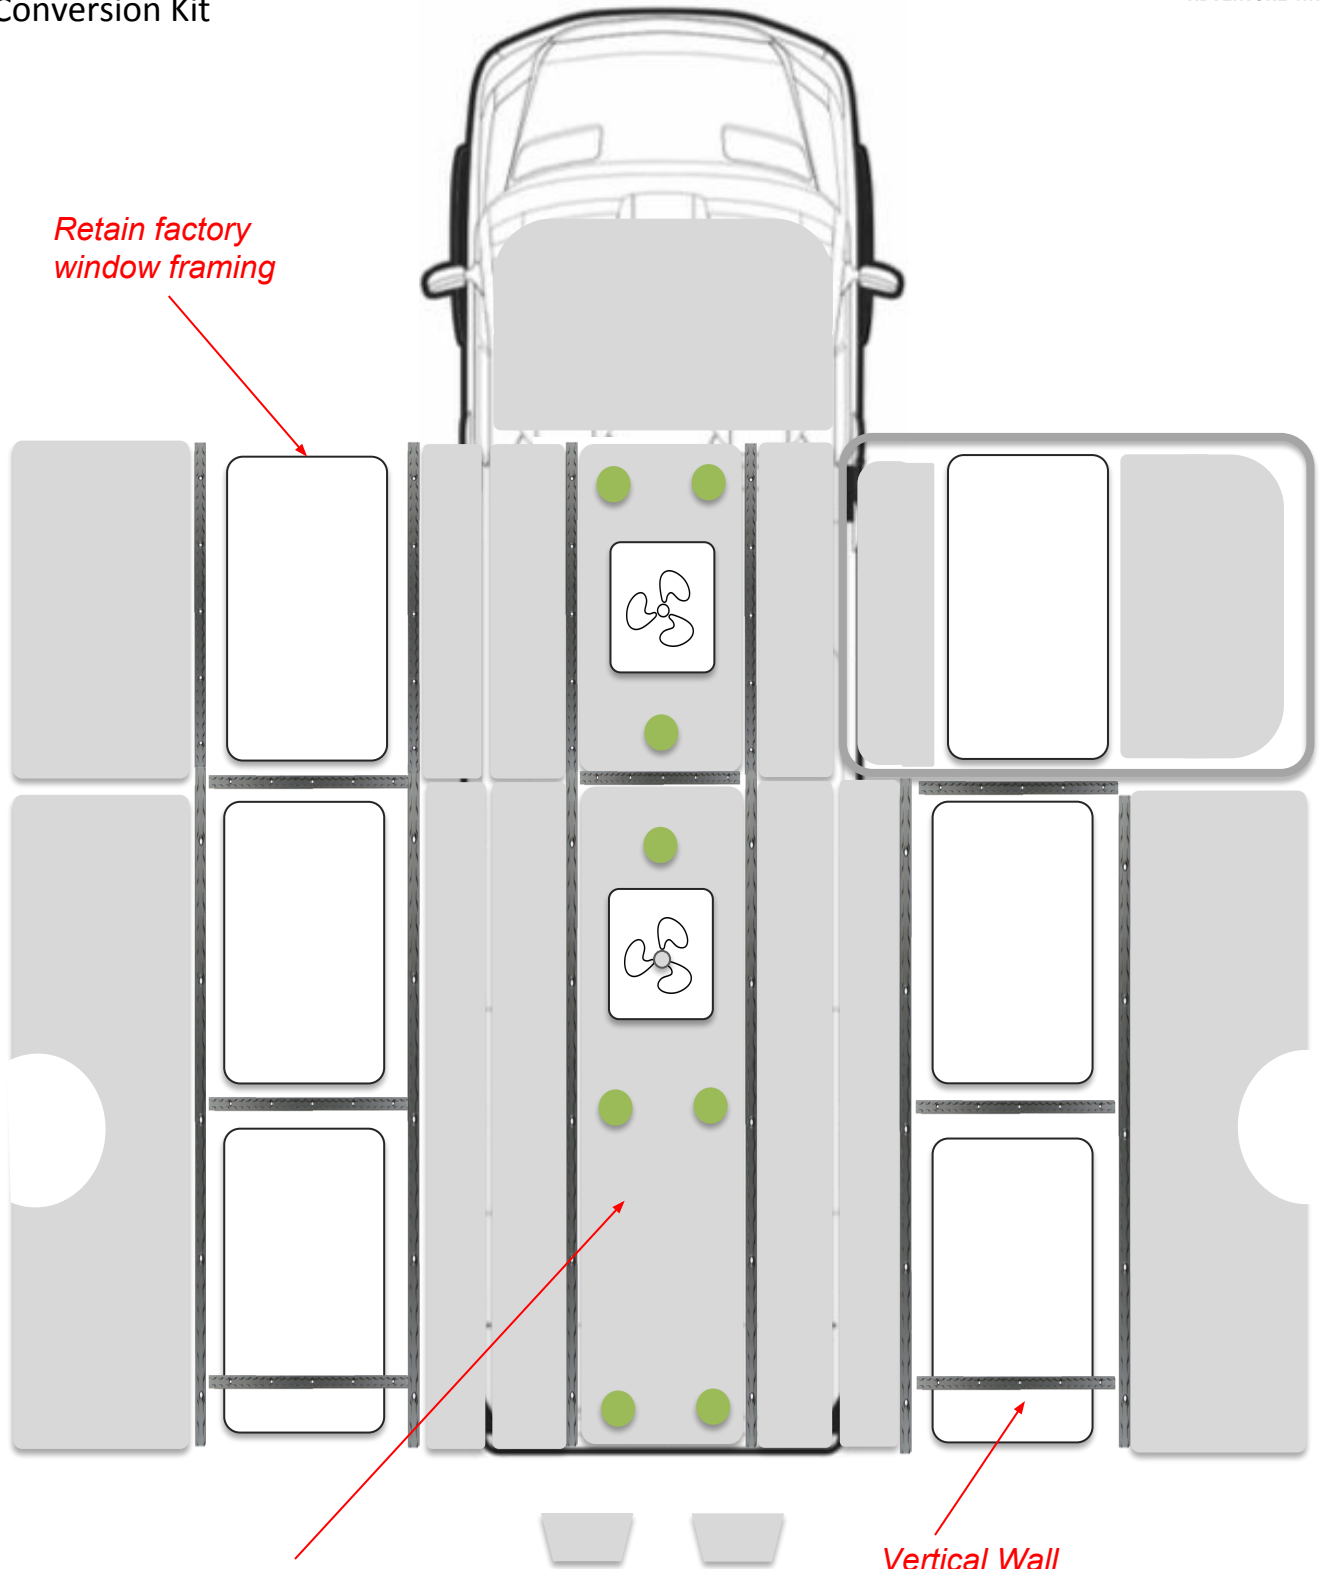 Conversion Kit
Retain factory
window framing
Vertical Wall